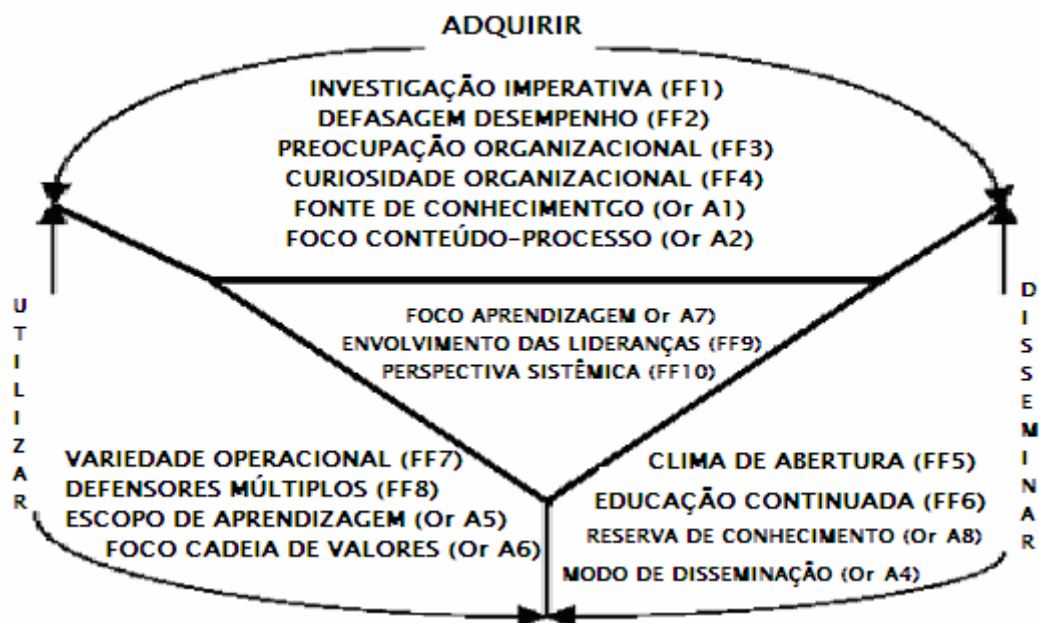 ADQUIRIR
INVESTIGAÇÃO IMPERATIVA (FF1)
DEFASAGEM DESEMPENHO (FF2)
PREOCUPAÇÃO ORGANIZACIONAL (FF3)
CURIOSIDADE ORGANIZACIONAL (FF4)
FONTE DE CONHECIMENTGO (Or A1)
FOCO CONTEÚDO-PROCESSO (Or A2)
FOCO APRENDIZAGEM Or A7)
ENVOLVIMENTO DAS LIDERANÇAS (FF9)
PERSPECTIVA SISTÊMICA (FF10)
UTILIZAR
VARIEDADE OPERACIONAL (FF7)
DEFENSORES MÚLTIPLOS (FF8)
ESCOPO DE APRENDIZAGEM (Or A5)
FOCO CADEIA DE VALORES (Or A6)
CLIMA DE ABERTURA (FF5)
EDUCAÇÃO CONTINUADA (FF6)
RESERVA DE CONHECIMENTO (Or A8)
MODO DE DISSEMINAÇÃO (Or A4)
DISSEMINAR